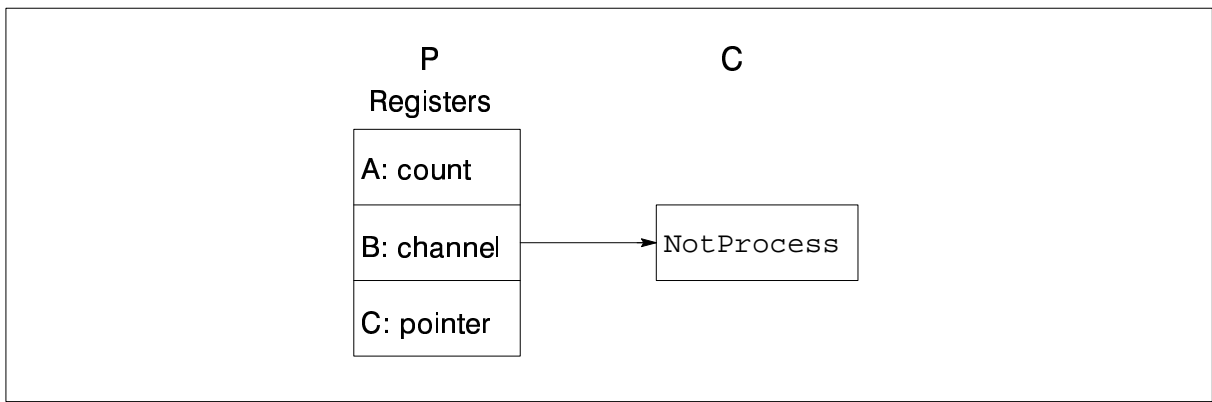 P
C
Registers
A: count
B: channel
NotProcess
C: pointer